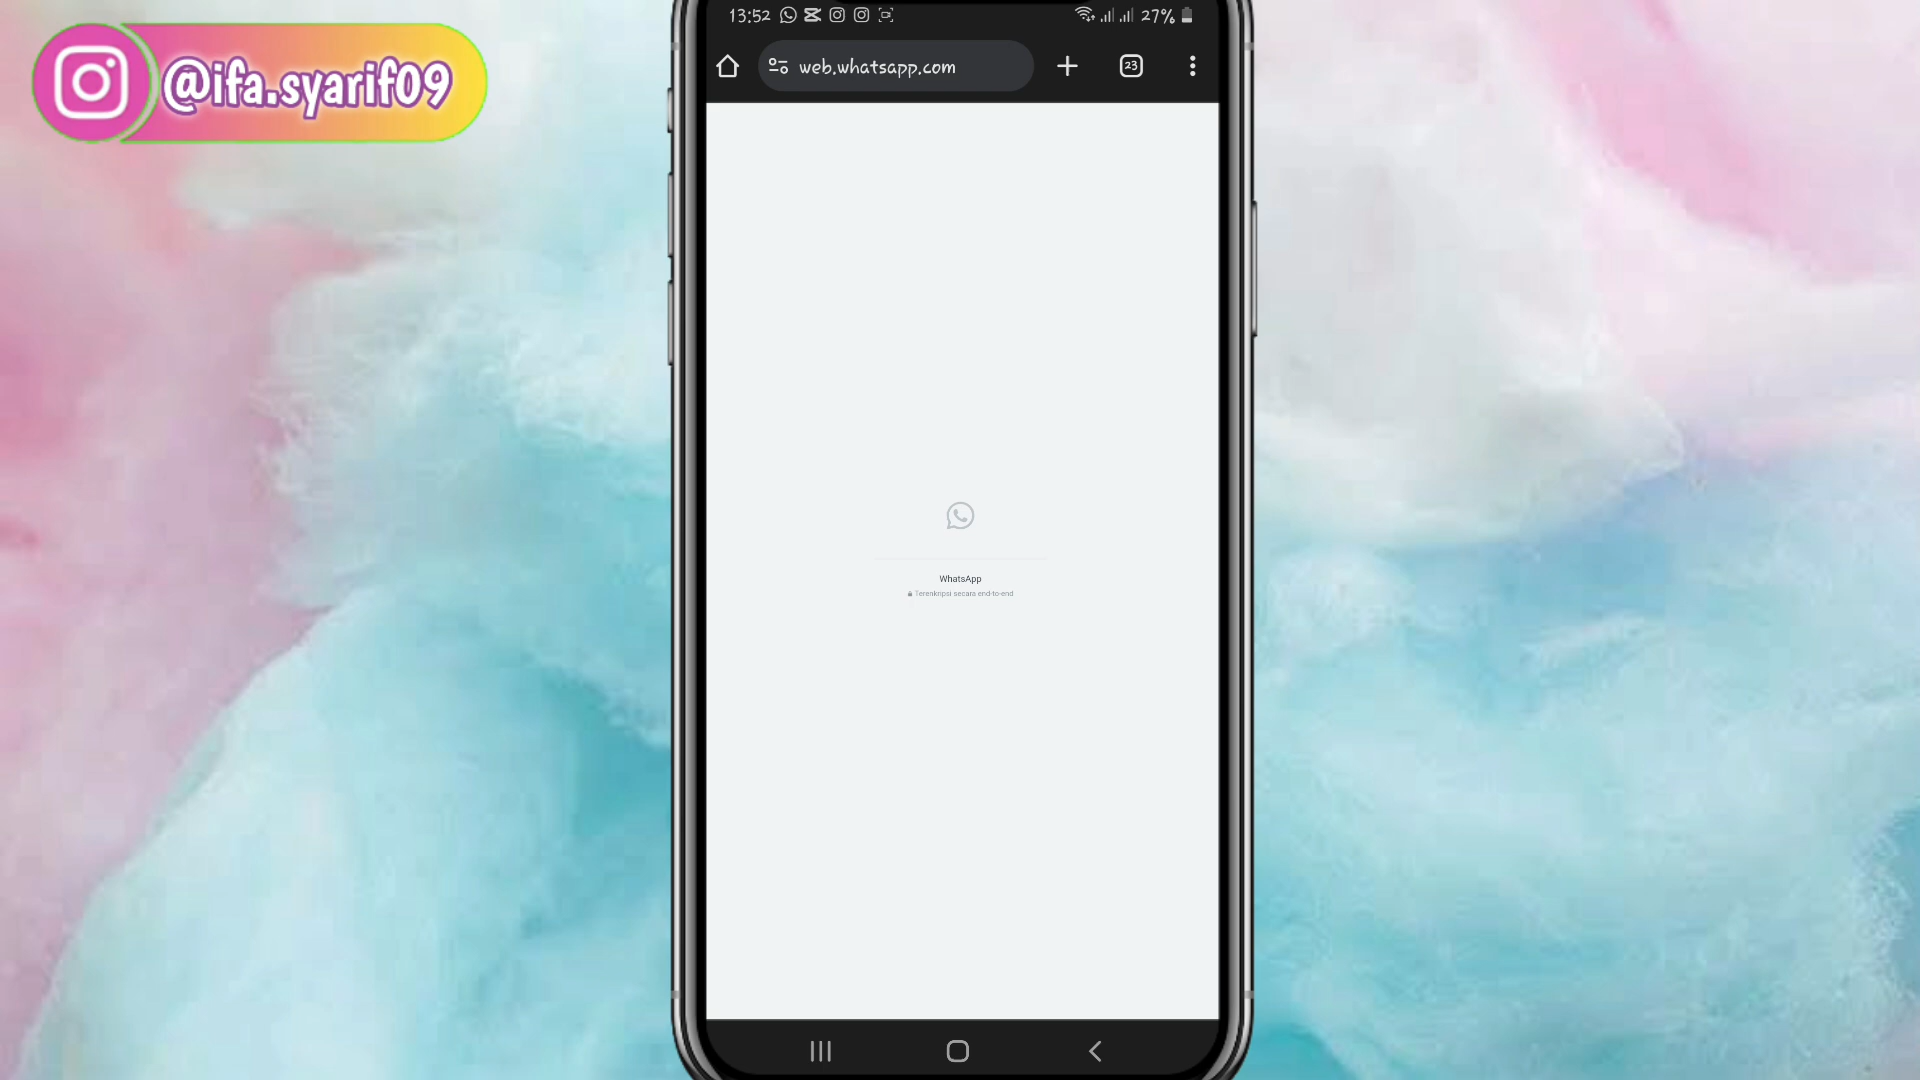 @ifa.syarif09
13:52 27%
web.whatsapp.com 23
WhatsApp
Terenkripsi secara end-to-end